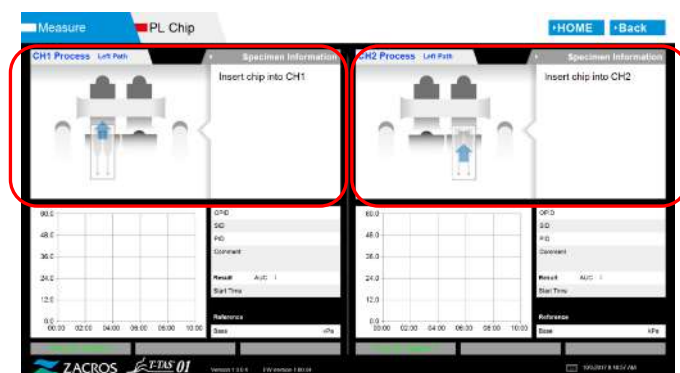 Measure
PL Chip
HOME
Back
CH1 Process Left Path
Specimen Information
Insert chip into CH1
60.0
48.0
36.0
24.0
12.0
0.0
00:00 02:00 04:00 06:00 08:00 10:00
OPID
SID
PID
Comment
Result AUC :
Start Time
Reference
Base kPa
CH2 Process Left Path
Specimen Information
Insert chip into CH2
60.0
48.0
36.0
24.0
12.0
0.0
00:00 02:00 04:00 06:00 08:00 10:00
OPID
SID
PID
Comment
Result AUC :
Start Time
Reference
Base kPa
ZACROS T-TAS 01